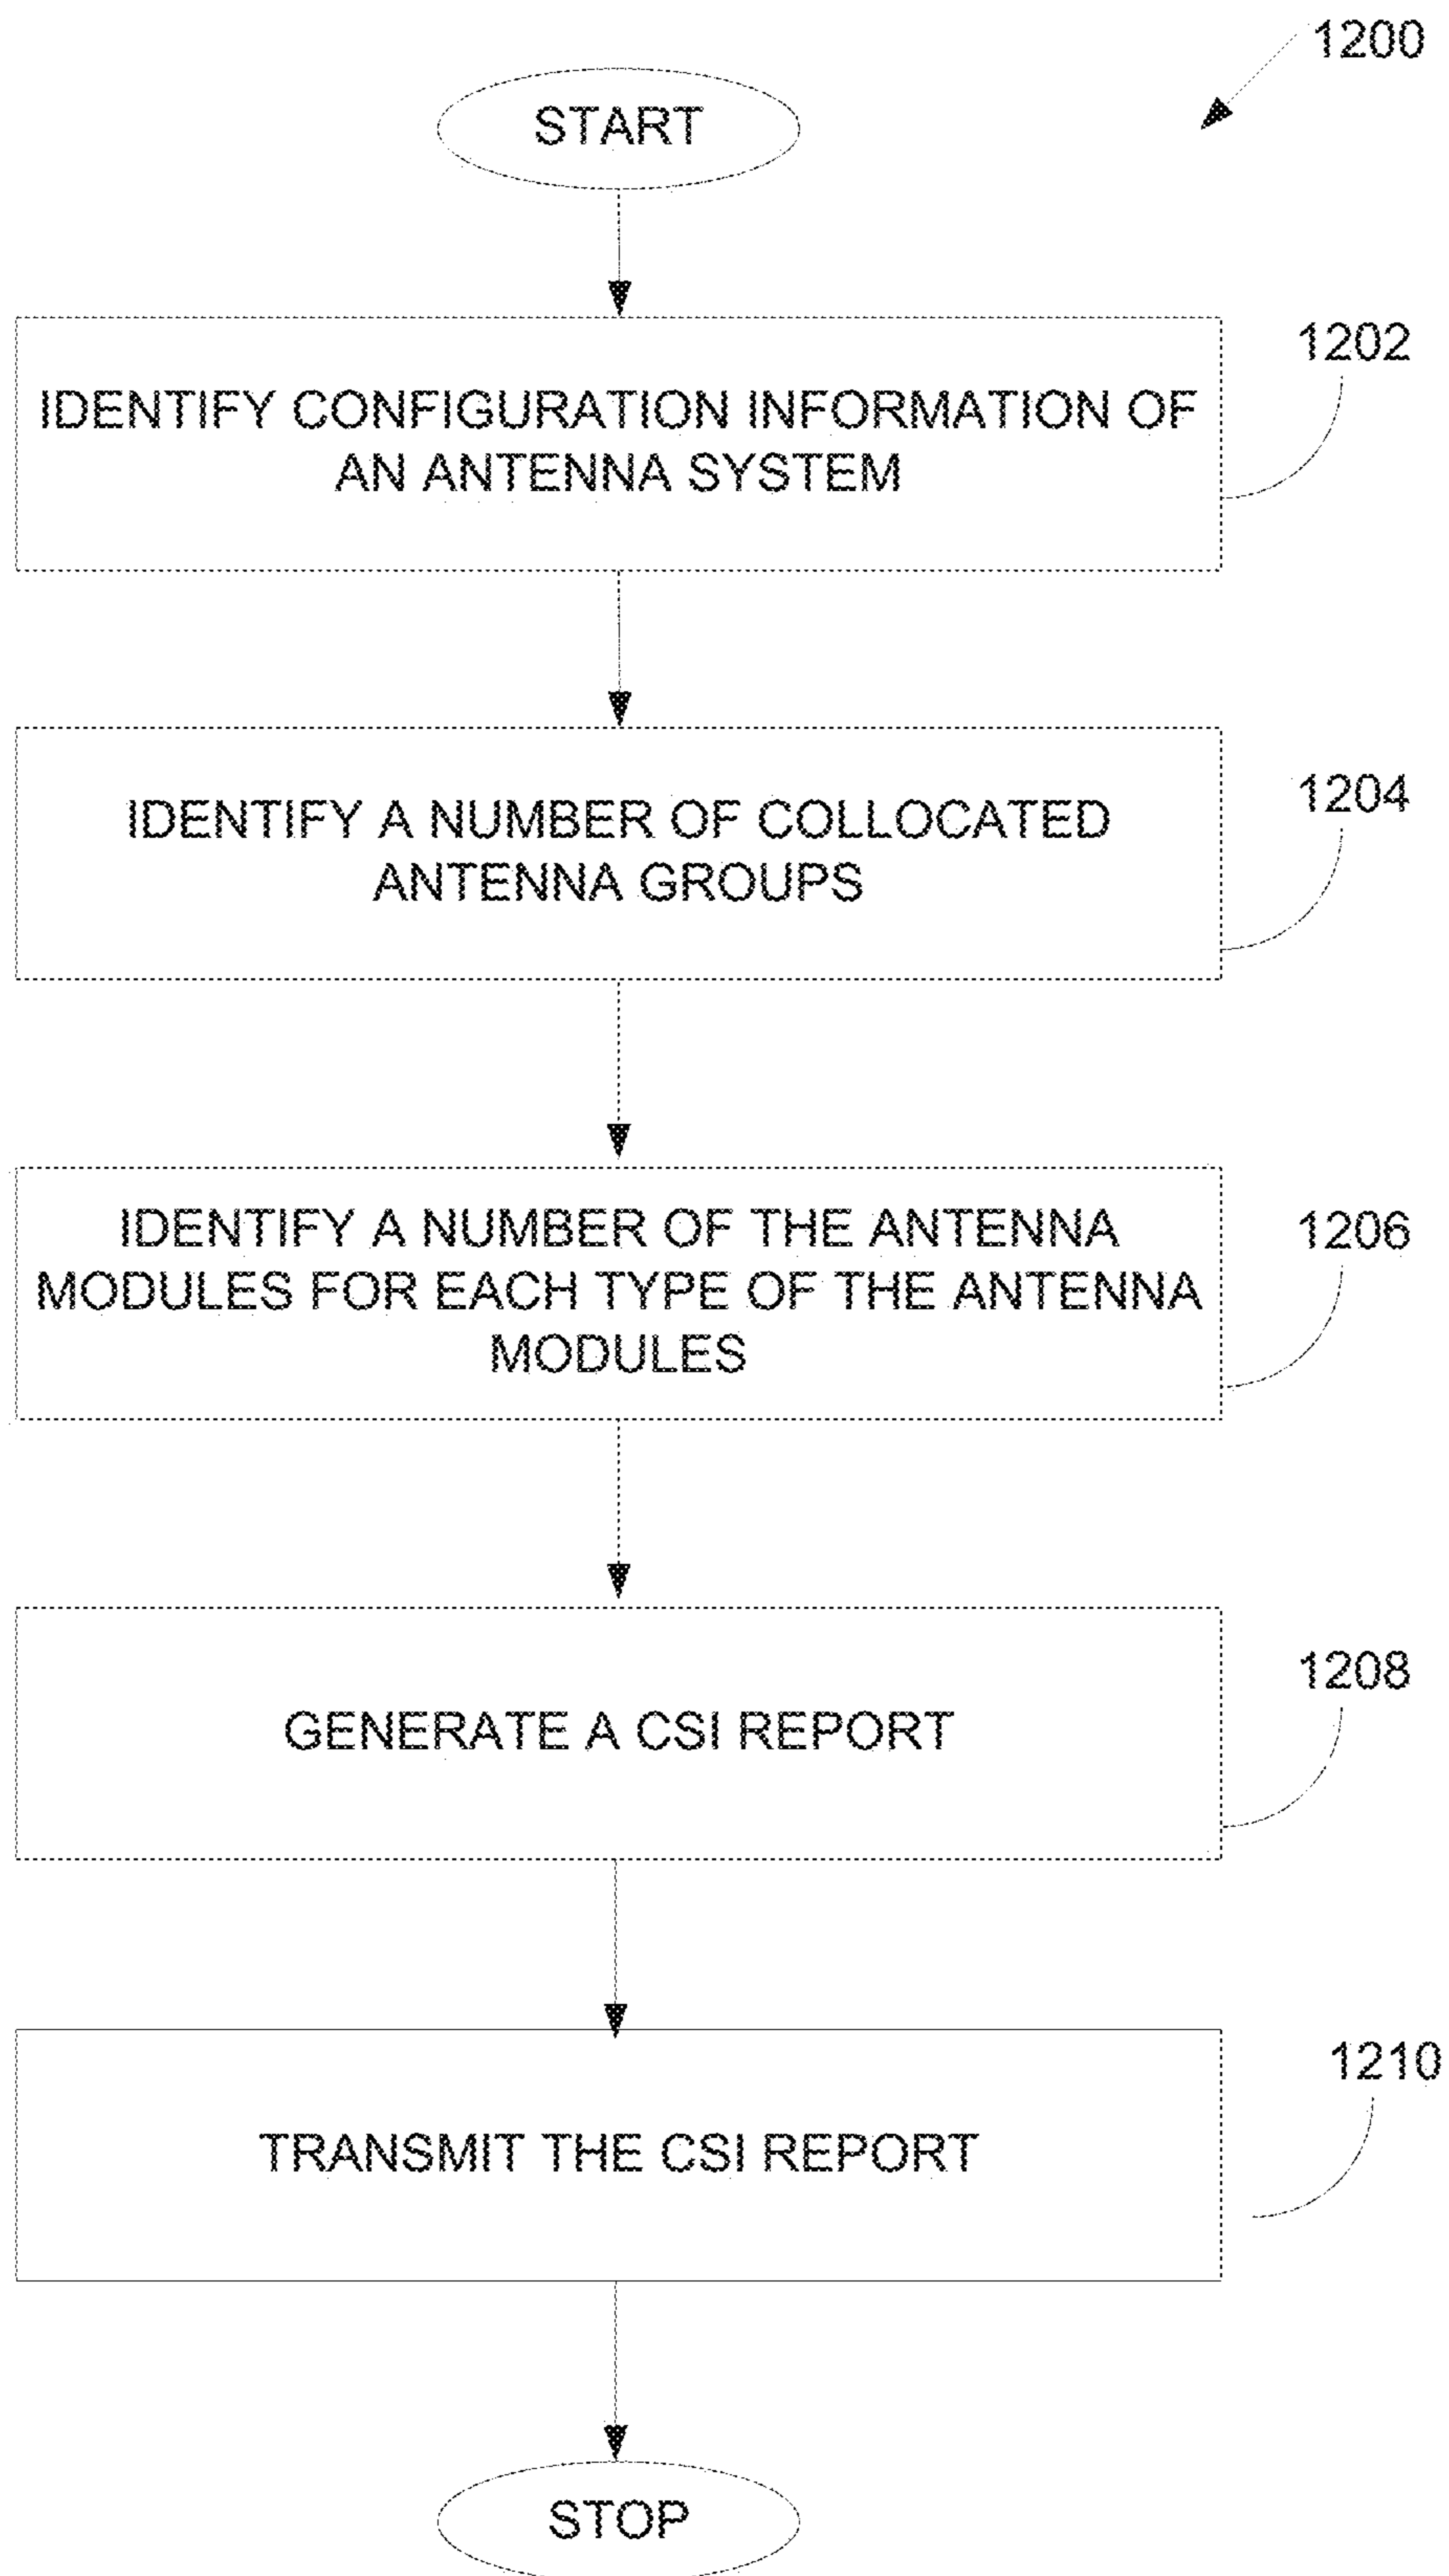 1200
START
1202
IDENTIFY CONFIGURATION INFORMATION OF
AN ANTENNA SYSTEM
1204
IDENTIFY A NUMBER OF COLLOCATED
ANTENNA GROUPS
1206
IDENTIFY A NUMBER OF THE ANTENNA
MODULES FOR EACH TYPE OF THE ANTENNA
MODULES
1208
GENERATE A CSI REPORT
1210
TRANSMIT THE CSI REPORT
STOP